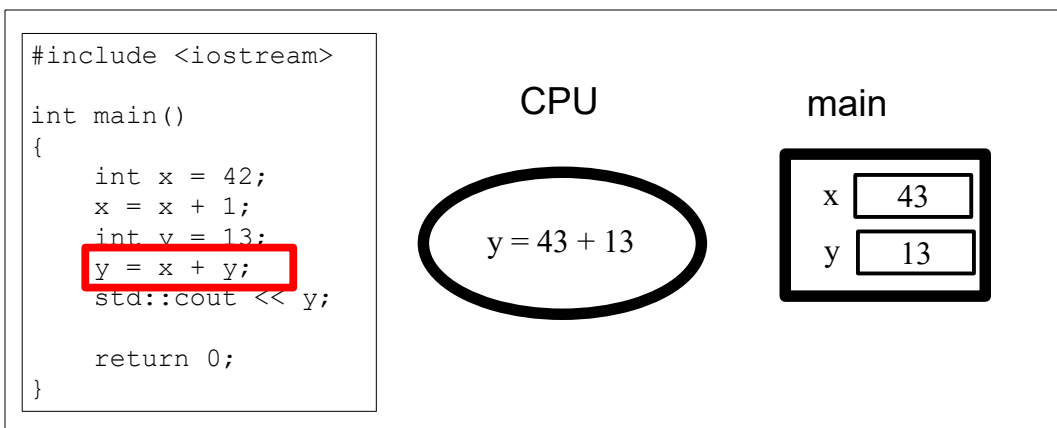 #include <iostream>
int main()
{
    int x = 42;
    x = x + 1;
    int y = 13;
    y = x + y;
    std::cout << y;
    return 0;
}
CPU
y = 43 + 13
main
x 43
y 13